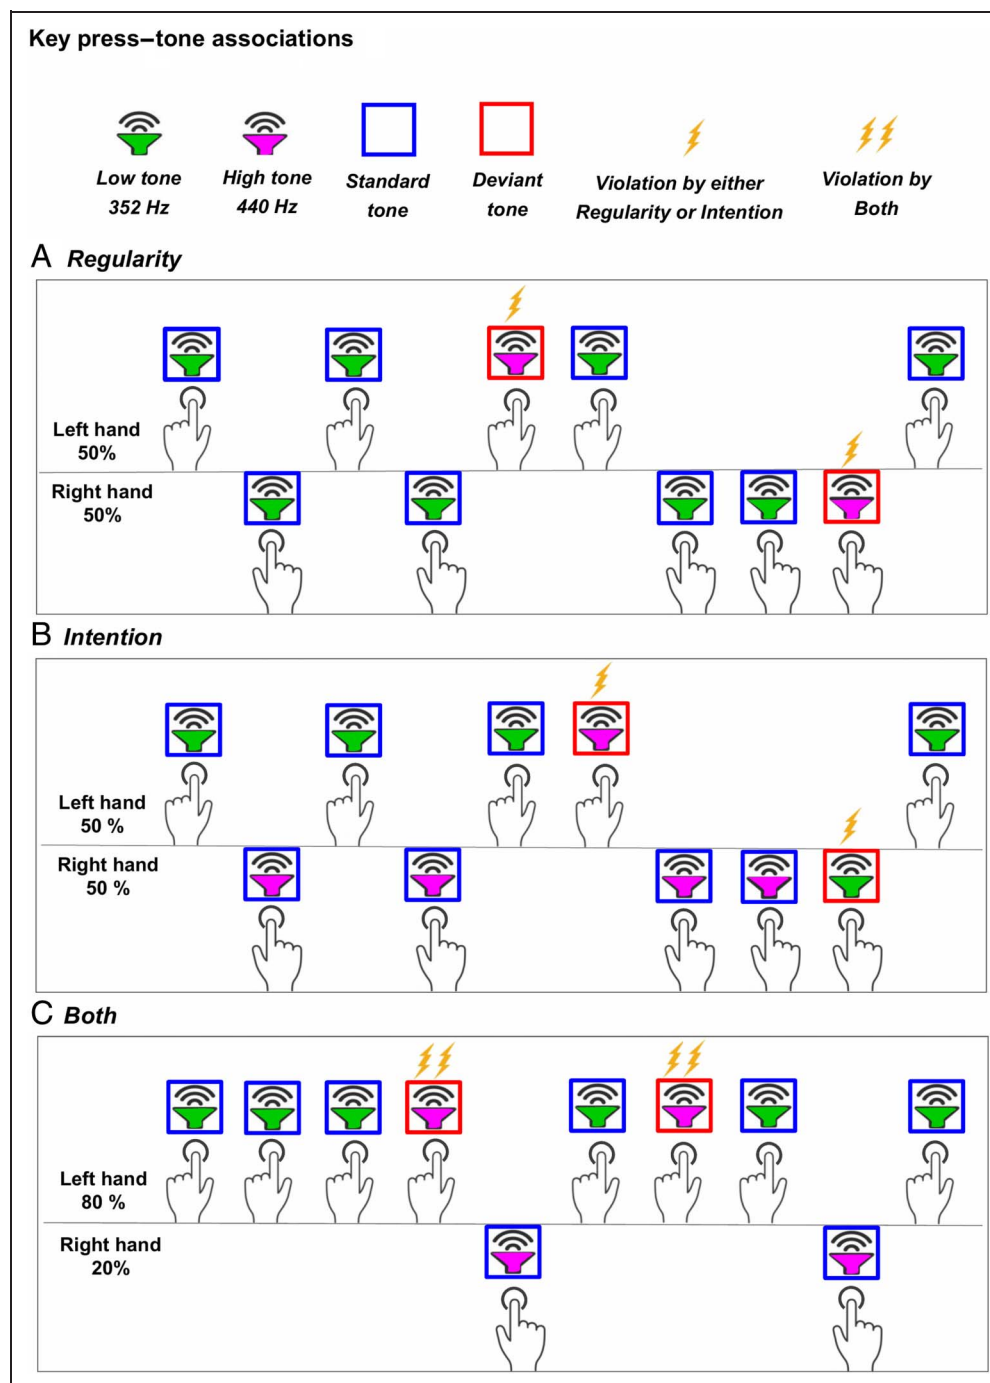 Key press–tone associations
Low tone
352 Hz
High tone
440 Hz
Standard
tone
Deviant
tone
Violation by either
Regularity or Intention
Violation by
Both
A Regularity
Left hand
50%
Right hand
50%
B Intention
Left hand
50 %
Right hand
50 %
C Both
Left hand
80 %
Right hand
20%